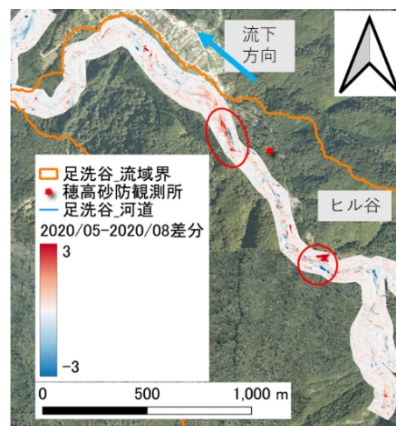 流下
方向
足洗谷_流域界
穂高砂防観測所
足洗谷_河道
2020/05-2020/08差分
3
-3
ヒル谷
0 500 1,000 m